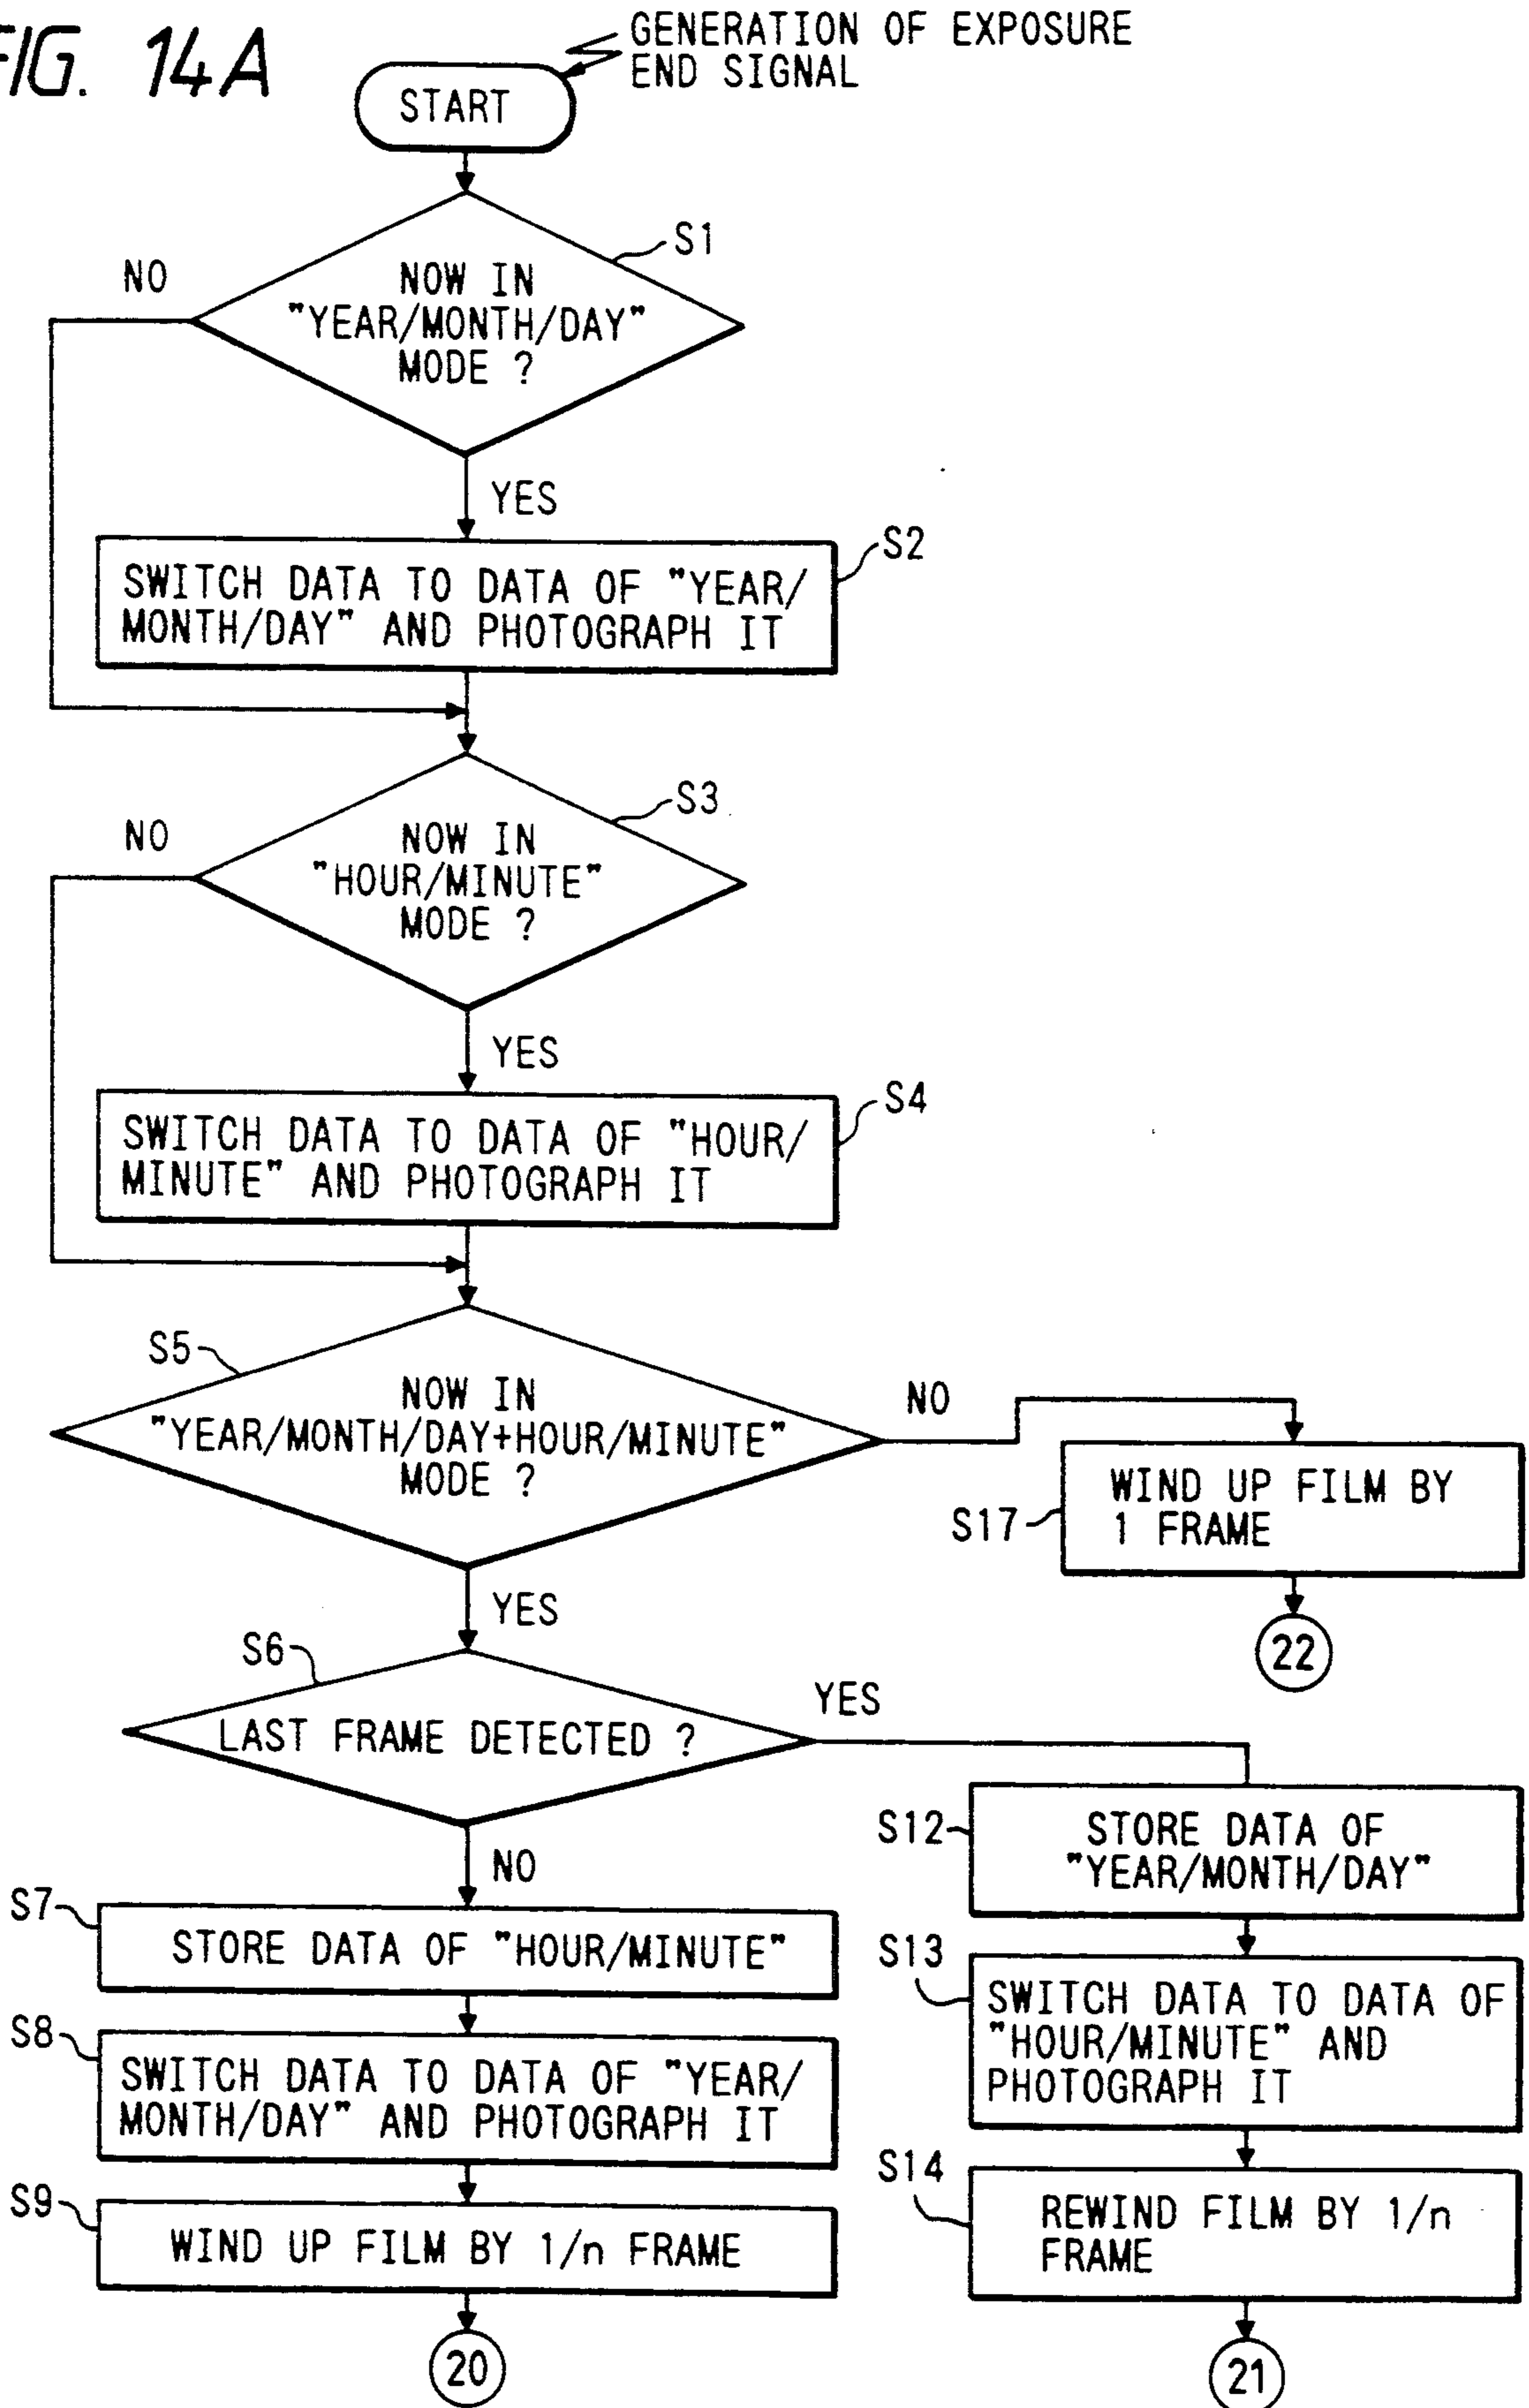 FIG. 14A
GENERATION OF EXPOSURE
END SIGNAL
START
S1
NO
NOW IN
"YEAR/MONTH/DAY"
MODE ?
YES
S2
SWITCH DATA TO DATA OF "YEAR/
MONTH/DAY" AND PHOTOGRAPH IT
S3
NO
NOW IN
"HOUR/MINUTE"
MODE ?
YES
S4
SWITCH DATA TO DATA OF "HOUR/
MINUTE" AND PHOTOGRAPH IT
S5
NOW IN
"YEAR/MONTH/DAY+HOUR/MINUTE"
MODE ?
NO
S17
WIND UP FILM BY
1 FRAME
22
YES
S6
LAST FRAME DETECTED ?
YES
NO
S12
STORE DATA OF
"YEAR/MONTH/DAY"
S7
STORE DATA OF "HOUR/MINUTE"
S13
SWITCH DATA TO DATA OF
"HOUR/MINUTE" AND
PHOTOGRAPH IT
S8
SWITCH DATA TO DATA OF "YEAR/
MONTH/DAY" AND PHOTOGRAPH IT
S14
REWIND FILM BY 1/n
FRAME
S9
WIND UP FILM BY 1/n FRAME
20
21